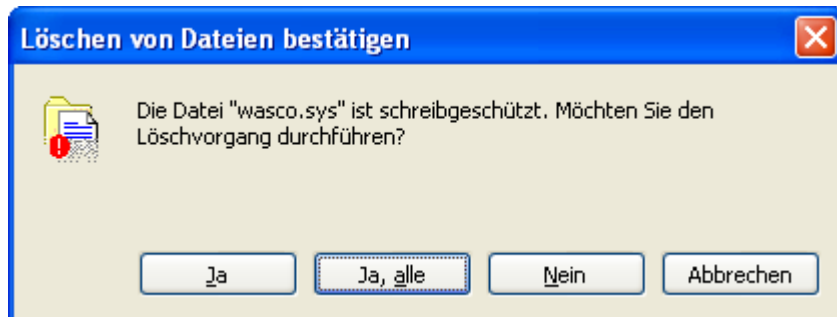 Löschen von Dateien bestätigen
Die Datei "wasco.sys" ist schreibgeschützt. Möchten Sie den
Löschvorgang durchführen?
Ja
Ja, alle
Nein
Abbrechen